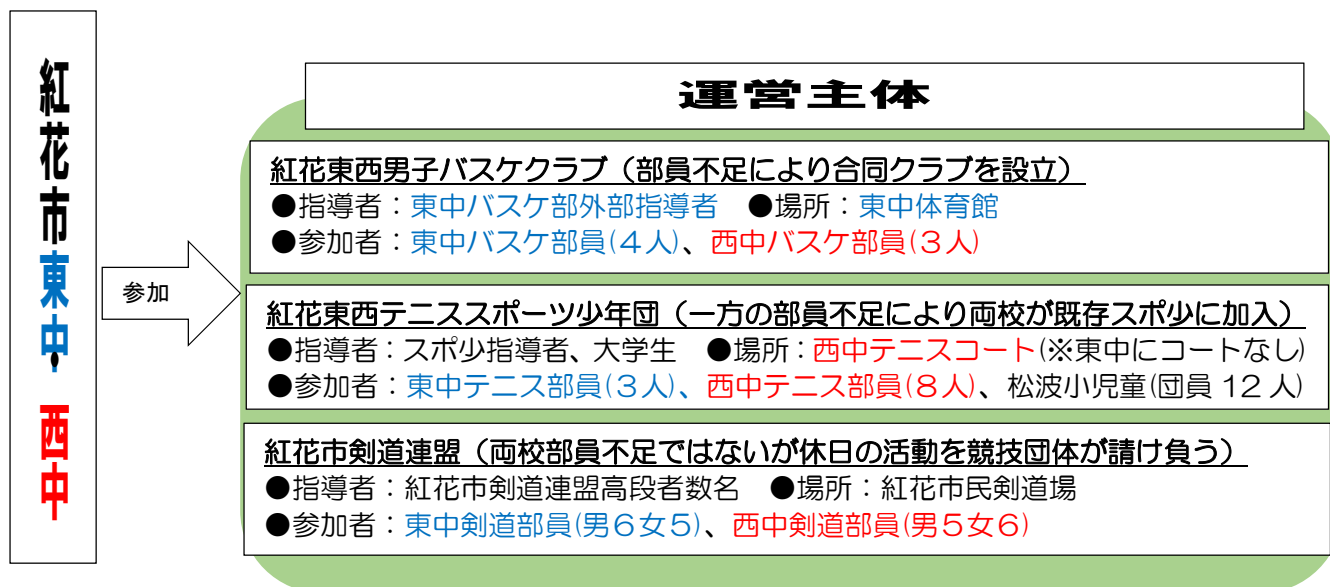 紅花市東中・西中
参加
運営主体
紅花東西男子バスケクラブ（部員不足により合同クラブを設立）
●指導者：東中バスケ部外部指導者　●場所：東中体育館
●参加者：東中バスケ部員(４人)、西中バスケ部員(３人)
紅花東西テニススポーツ少年団（一方の部員不足により両校が既存スポ少に加入）
●指導者：スポ少指導者、大学生　●場所：西中テニスコート(※東中にコートなし)
●参加者：東中テニス部員(３人)、西中テニス部員(８人)、松波小児童(団員 12 人)
紅花市剣道連盟（両校部員不足ではないが休日の活動を競技団体が請け負う）
●指導者：紅花市剣道連盟高段者数名　●場所：紅花市民剣道場
●参加者：東中剣道部員(男６女５)、西中剣道部員(男５女６)